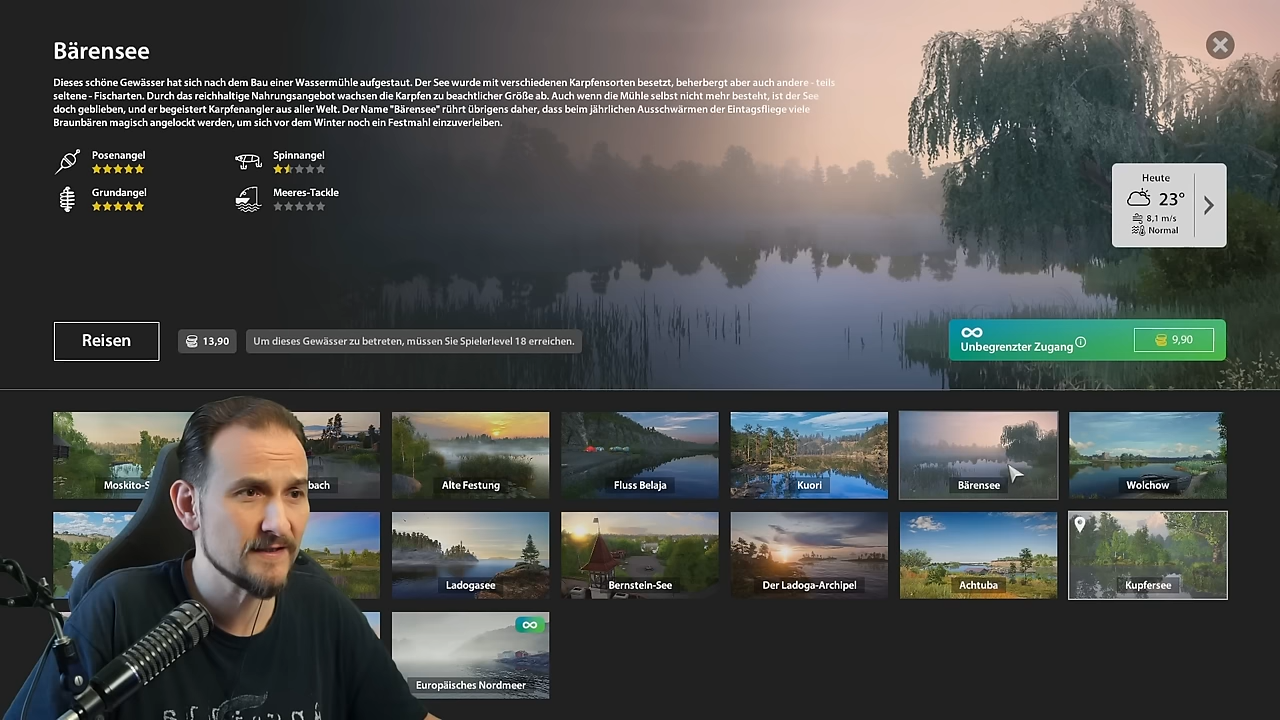 Bärensee
Dieses schöne Gewässer hat sich nach dem Bau einer Wassermühle aufgestaut. Der See wurde mit verschiedenen Karpfensorten besetzt, beherbergt aber auch andere - teils
seltene - Fischarten. Durch das reichhaltige Nahrungsangebot wachsen die Karpfen zu beachtlicher Größe ab. Auch wenn die Mühle selbst nicht mehr besteht, ist der See
doch geblieben, und er begeistert Karpfenangler aus aller Welt. Der Name "Bärensee" rührt übrigens daher, dass beim jährlichen Ausschwärmen der Eintagsfliege viele
Braunbären magisch angelockt werden, um sich vor dem Winter noch ein Festmahl einzuverleiben.
Posenangel
Spinnangel
Grundangel
Meeres-Tackle
Heute
23°
8,1 m/s
Normal
Reisen
13,90
Um dieses Gewässer zu betreten, müssen Sie Spielerlevel 18 erreichen.
Unbegrenzter Zugang
9,90
Moskito-S
bach
Alte Festung
Fluss Belaja
Kuori
Bärensee
Wolchow
Ladogasee
Bernstein-See
Der Ladoga-Archipel
Achtuba
Kupfersee
Europäisches Nordmeer